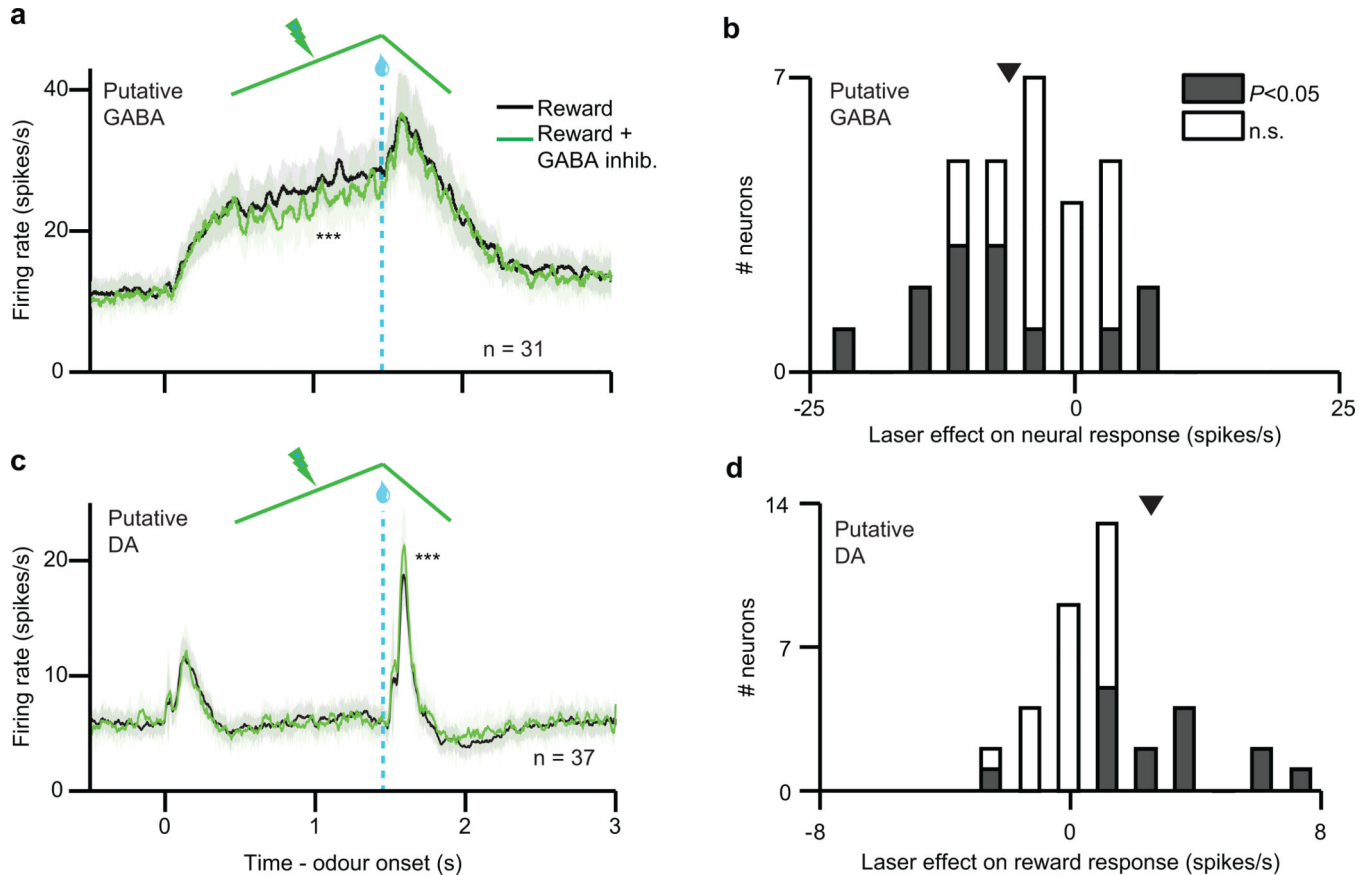 a
Putative
GABA
Reward
Reward +
GABA inhib.
***
n = 31
Firing rate (spikes/s)
40
20
0
b
Putative
GABA
P<0.05
n.s.
# neurons
7
0
-25
0
25
Laser effect on neural response (spikes/s)
c
Putative
DA
***
n = 37
Firing rate (spikes/s)
20
10
0
0
1
2
3
Time - odour onset (s)
d
Putative
DA
# neurons
14
7
0
-8
0
8
Laser effect on reward response (spikes/s)